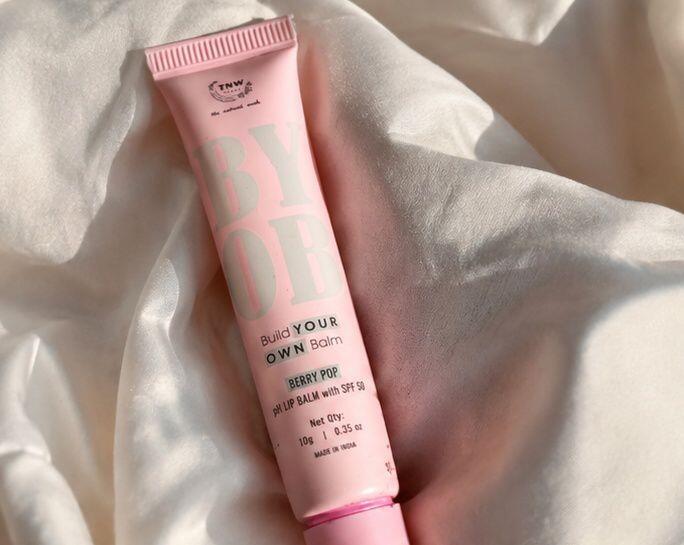 TNW
the natural wash
BY
OB
Build YOUR
OWN Balm
BERRY POP
pH LIP BALM with SPF 50
Net Qty:
10g | 0.35 oz
MADE IN INDIA